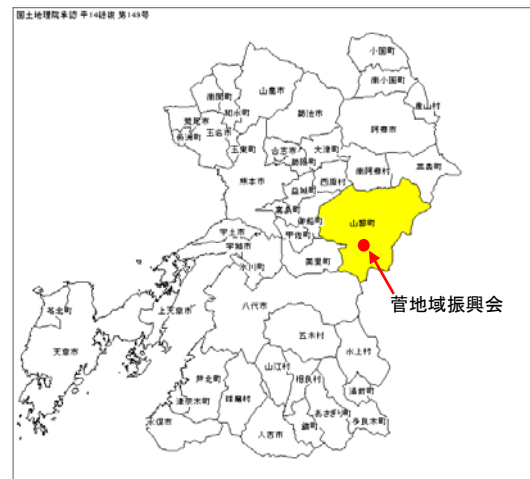 国土地理院承認 平14総複 第149号
小国町
南小国町
産山村
山鹿市
菊池市
阿蘇市
南関町
和水町
荒尾市
長洲町
玉名市
玉東町
合志市
大津町
菊陽町
西原村
南阿蘇村
高森町
熊本市
益城町
嘉島町
御船町
山都町
甲佐町
宇土市
宇城市
美里町
氷川町
菅地域振興会
八代市
上天草市
苓北町
天草市
五木村
水上村
山江村
相良村
芦北町
球磨村
湯前町
津奈木町
あさぎり町
多良木町
水俣市
人吉市
錦町